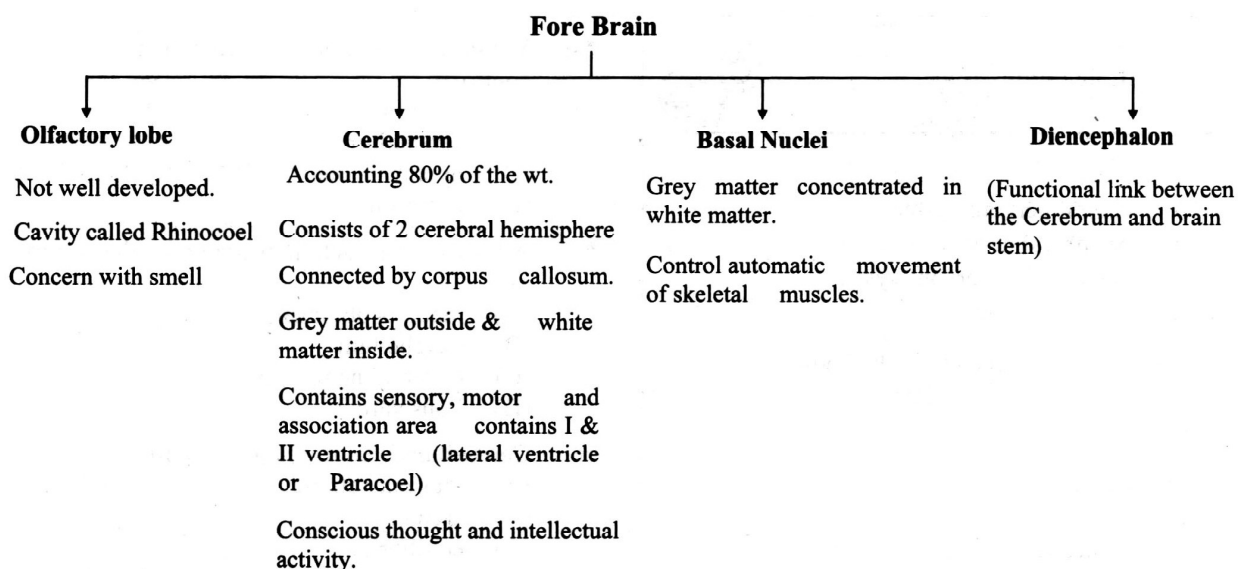 Fore Brain
Olfactory lobe
Not well developed.
Cavity called Rhinocoel
Concern with smell
Cerebrum
Accounting 80% of the wt.
Consists of 2 cerebral hemisphere
Connected by corpus callosum.
Grey matter outside & white
matter inside.
Contains sensory, motor and
association area contains I &
II ventricle (lateral ventricle
or Paracoel)
Conscious thought and intellectual
activity.
Basal Nuclei
Grey matter concentrated in
white matter.
Control automatic movement
of skeletal muscles.
Diencephalon
(Functional link between
the Cerebrum and brain
stem)